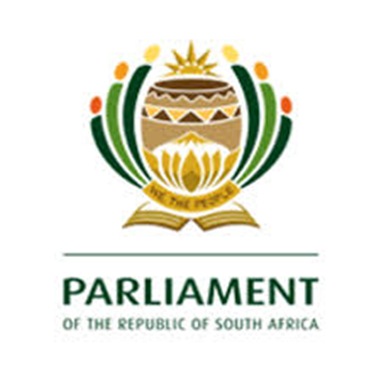 WE THE PEOPLE
PARLIAMENT
OF THE REPUBLIC OF SOUTH AFRICA